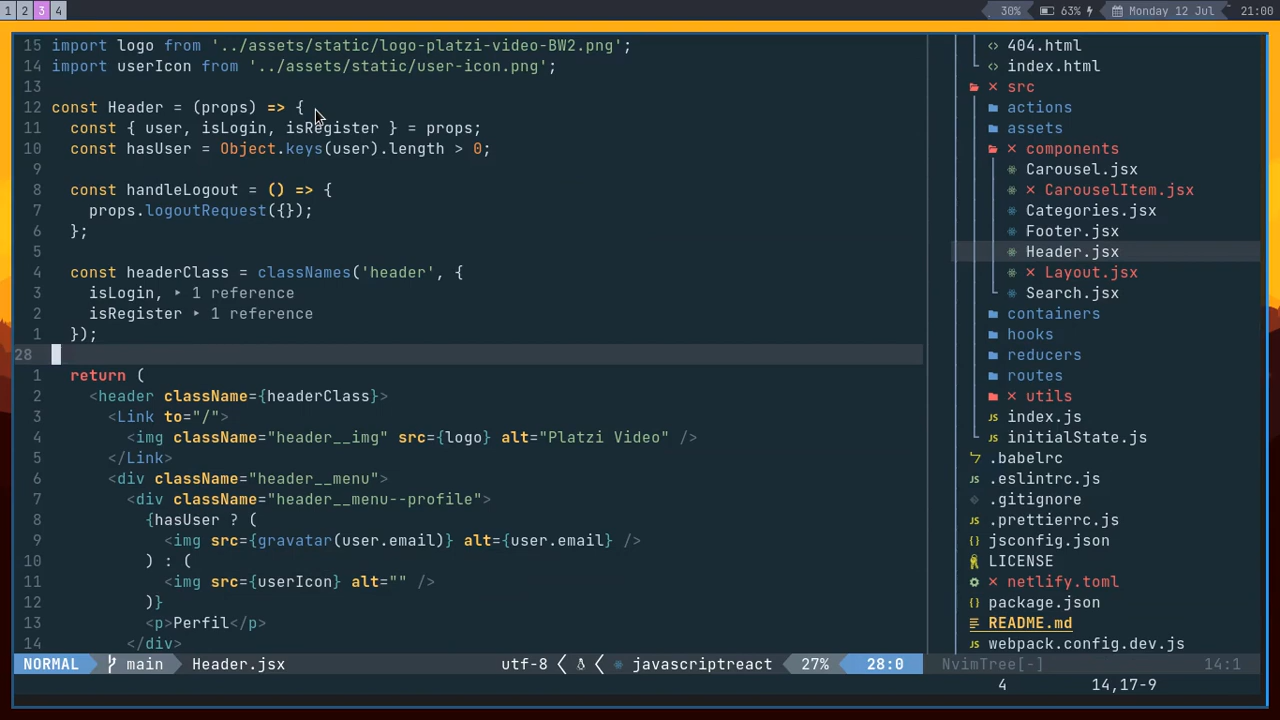 1 2 3 4
30% 63% Monday 12 Jul 21:00
15 import logo from '../assets/static/logo-platzi-video-BW2.png';
14 import userIcon from '../assets/static/user-icon.png';
13
12 const Header = (props) => {
11   const { user, isLogin, isRegister } = props;
10   const hasUser = Object.keys(user).length > 0;
9
8   const handleLogout = () => {
7     props.logoutRequest({});
6   };
5
4   const headerClass = classNames('header', {
3     isLogin, ‣ 1 reference
2     isRegister ‣ 1 reference
1   });
28
1   return (
2     <header className={headerClass}>
3       <Link to="/">
4         <img className="header__img" src={logo} alt="Platzi Video" />
5       </Link>
6       <div className="header__menu">
7         <div className="header__menu--profile">
8           {hasUser ? (
9             <img src={gravatar(user.email)} alt={user.email} />
10           ) : (
11             <img src={userIcon} alt="" />
12           )}
13           <p>Perfil</p>
14         </div>
404.html
index.html
✕ src
actions
assets
✕ components
Carousel.jsx
✕ CarouselItem.jsx
Categories.jsx
Footer.jsx
Header.jsx
✕ Layout.jsx
Search.jsx
containers
hooks
reducers
routes
✕ utils
JS index.js
JS initialState.js
.babelrc
JS .eslintrc.js
.gitignore
JS .prettierrc.js
{} jsconfig.json
LICENSE
✕ netlify.toml
{} package.json
README.md
JS webpack.config.dev.js
NORMAL main Header.jsx utf-8 javascriptreact 27% 28:0
NvimTree[-] 14:1
4 14,17-9